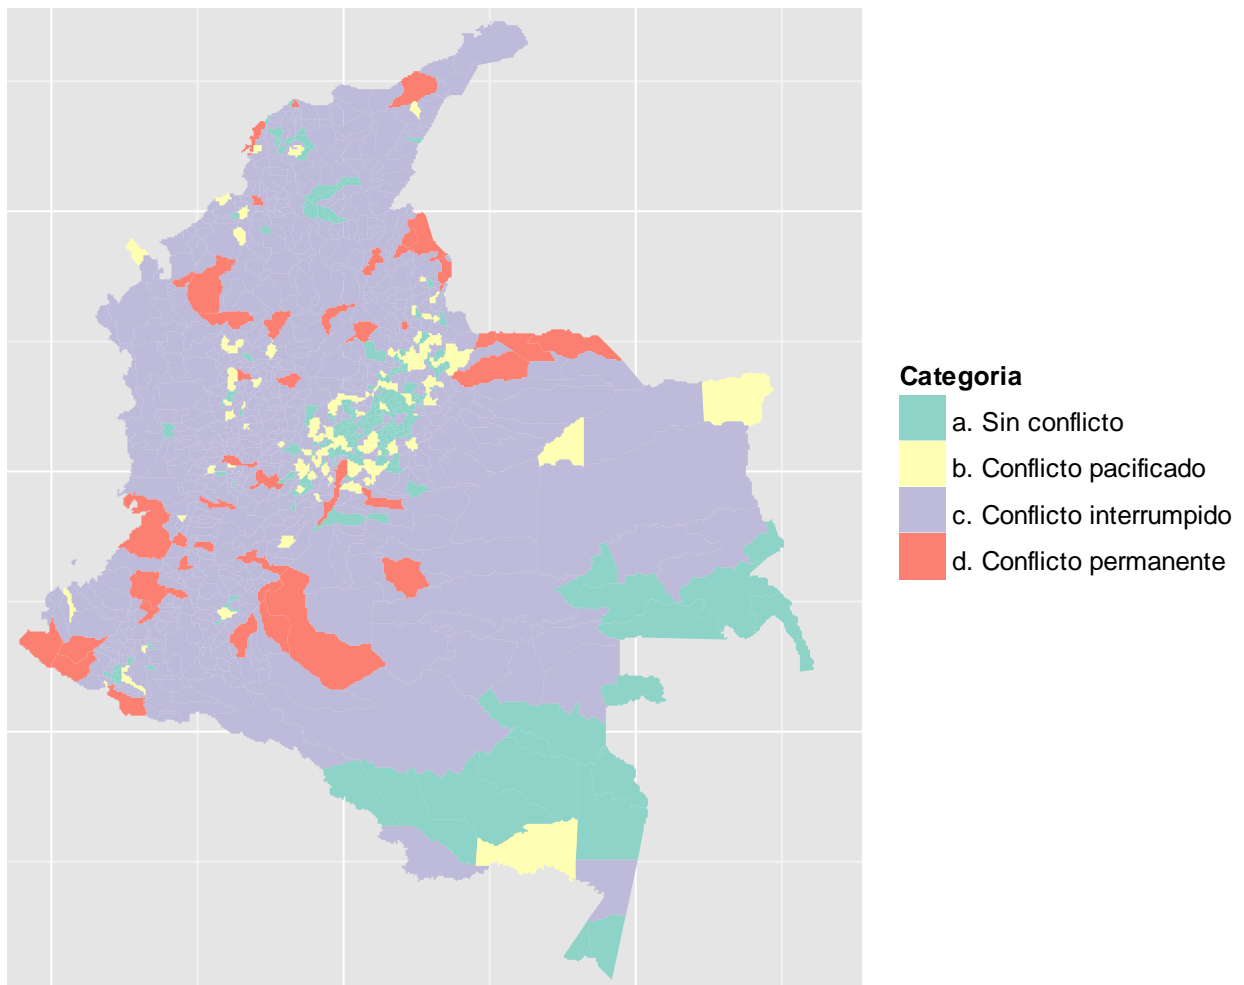 Categoria
a. Sin conflicto
b. Conflicto pacificado
c. Conflicto interrumpido
d. Conflicto permanente